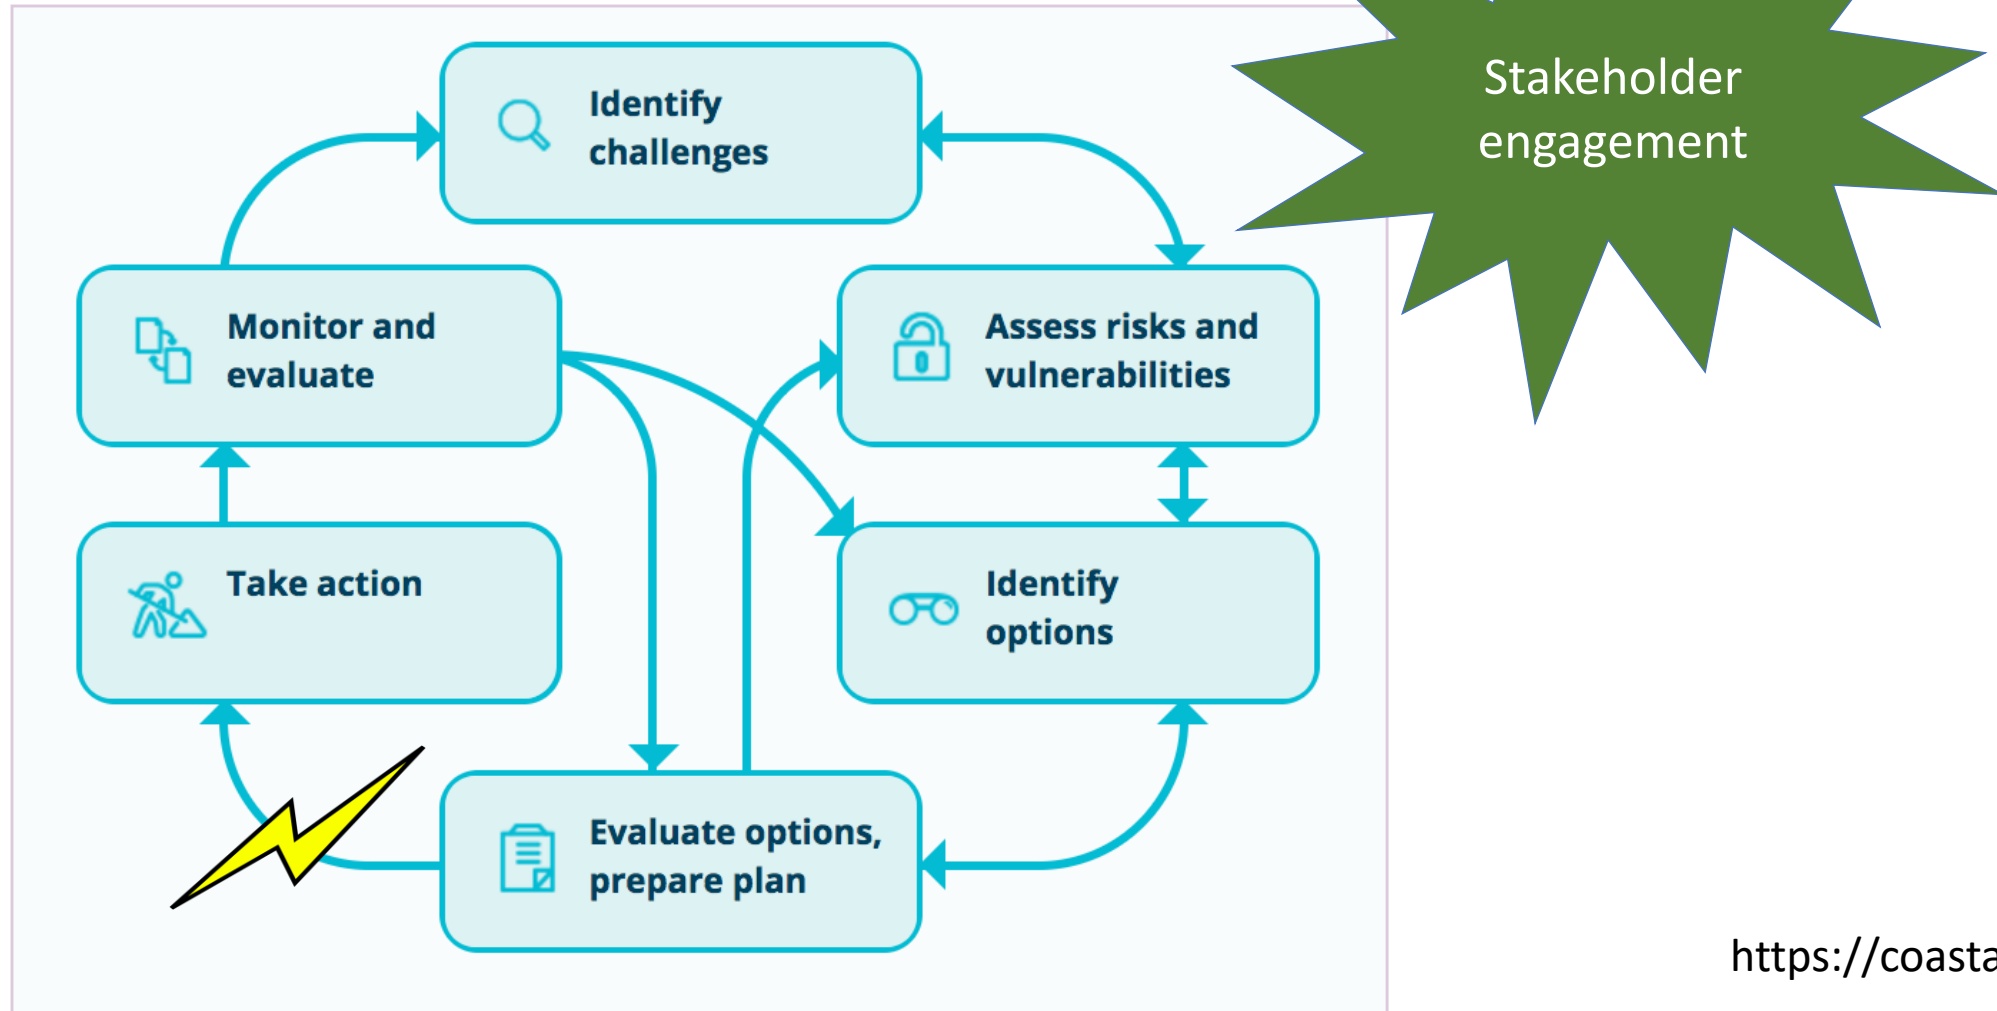 Identify
challenges
Stakeholder
engagement
Monitor and
evaluate
Assess risks and
vulnerabilities
Take action
Identify
options
Evaluate options,
prepare plan
https://coasta